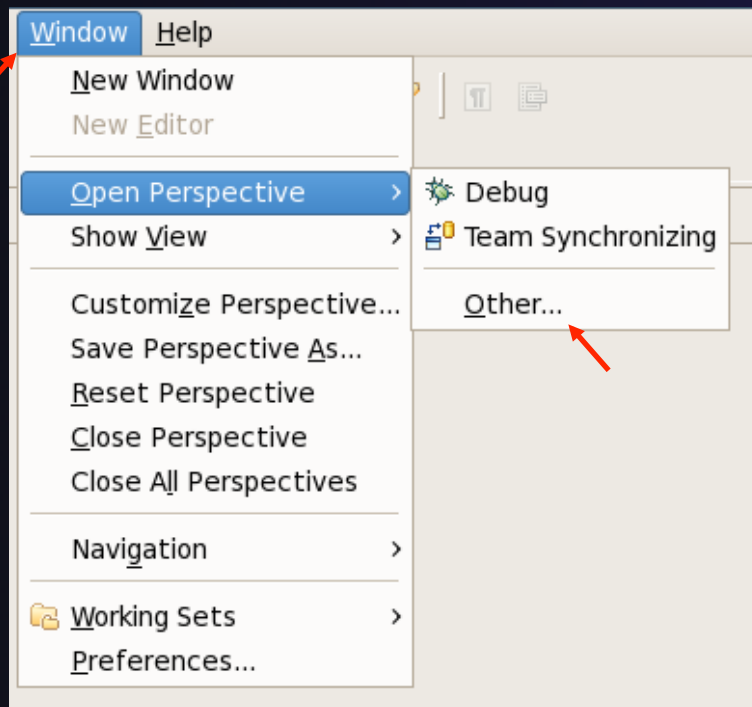 Window Help
New Window
New Editor
Open Perspective
Show View
Customize Perspective...
Save Perspective As...
Reset Perspective
Close Perspective
Close All Perspectives
Navigation
Working Sets
Preferences...
Debug
Team Synchronizing
Other...